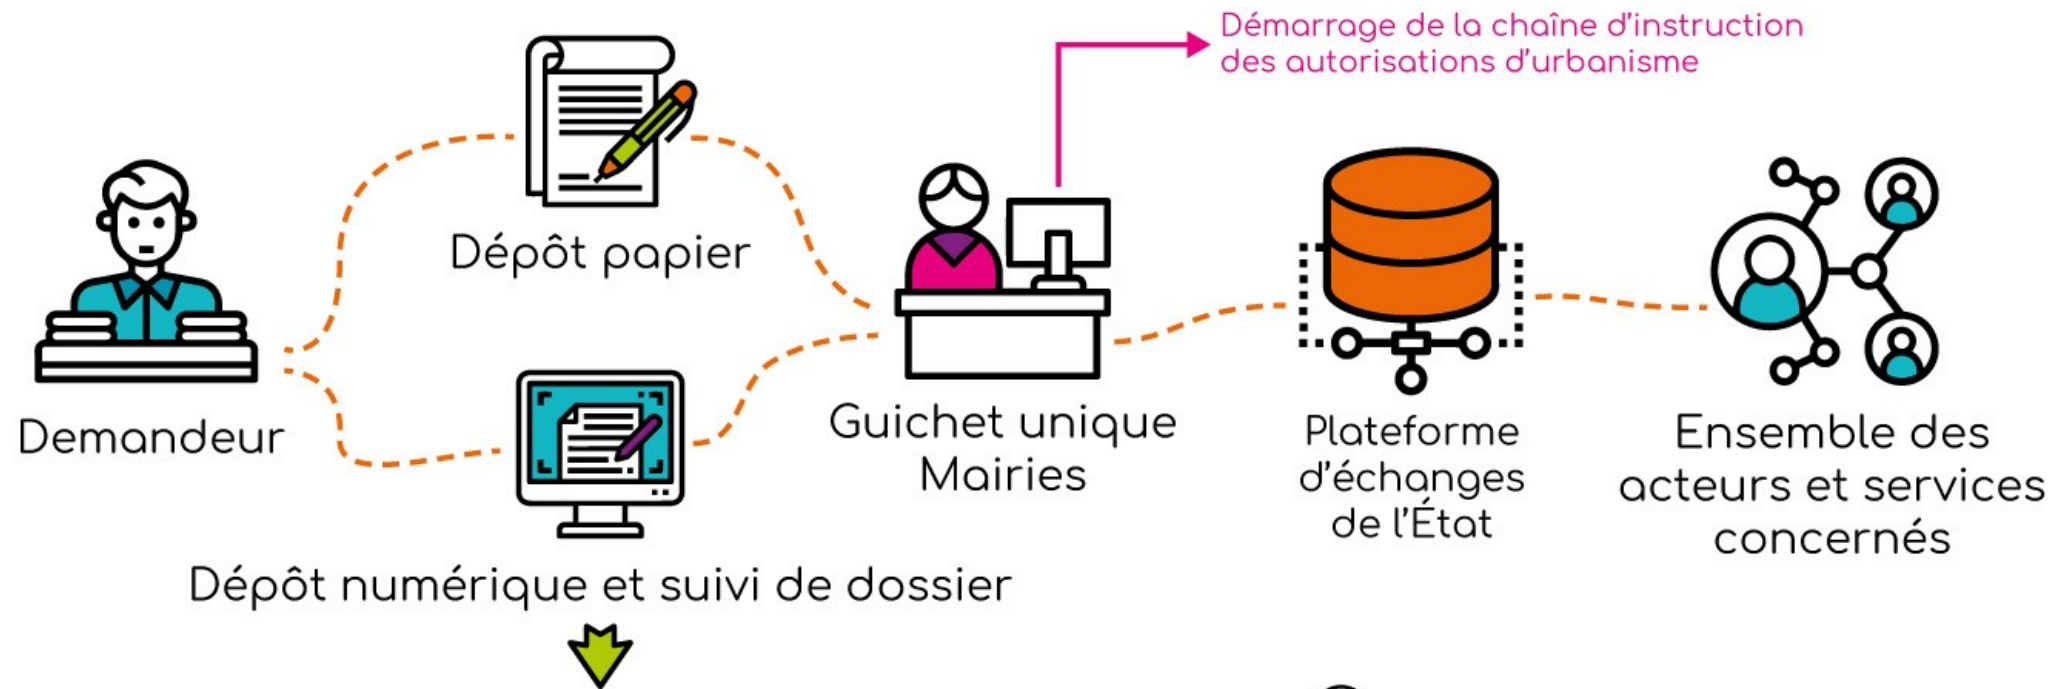 Démarrage de la chaîne d'instruction
des autorisations d'urbanisme
Dépôt papier
Demandeur
Guichet unique
Mairies
Plateforme
d'échanges
de l'État
Ensemble des
acteurs et services
concernés
Dépôt numérique et suivi de dossier